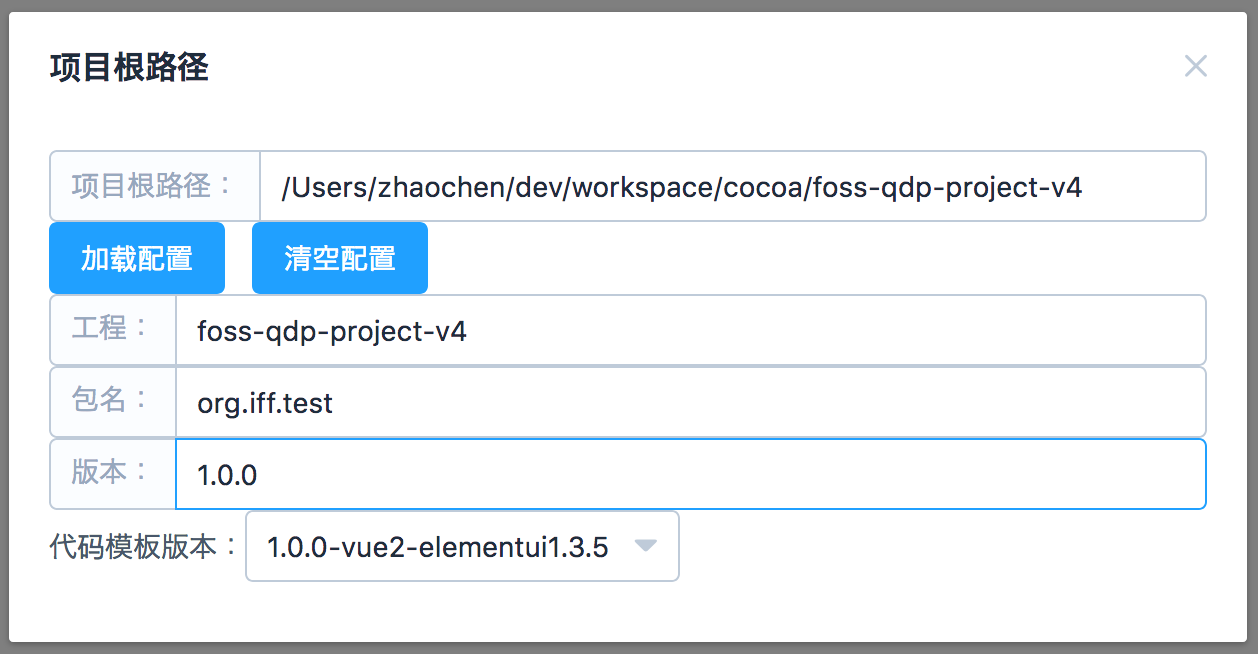 项目根路径
项目根路径： /Users/zhaochen/dev/workspace/cocoa/foss-qdp-project-v4
加载配置 清空配置
工程： foss-qdp-project-v4
包名： org.iff.test
版本： 1.0.0
代码模板版本： 1.0.0-vue2-elementui1.3.5